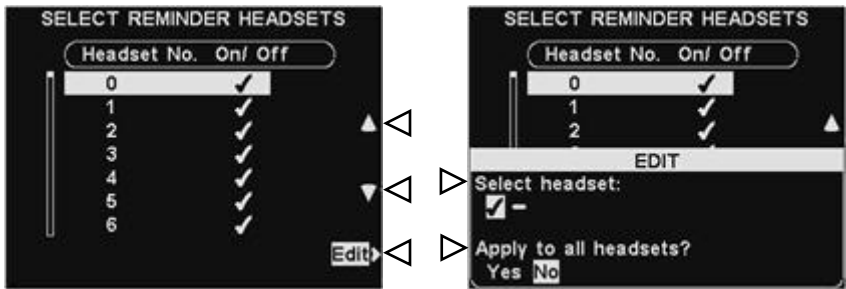 SELECT REMINDER HEADSETS
Headset No. On/ Off
0 ✓
1 ✓
2 ✓
3 ✓
4 ✓
5 ✓
6 ✓
Edit
SELECT REMINDER HEADSETS
Headset No. On/ Off
0 ✓
1 ✓
2 ✓
EDIT
Select headset:
✓ –
Apply to all headsets?
Yes No